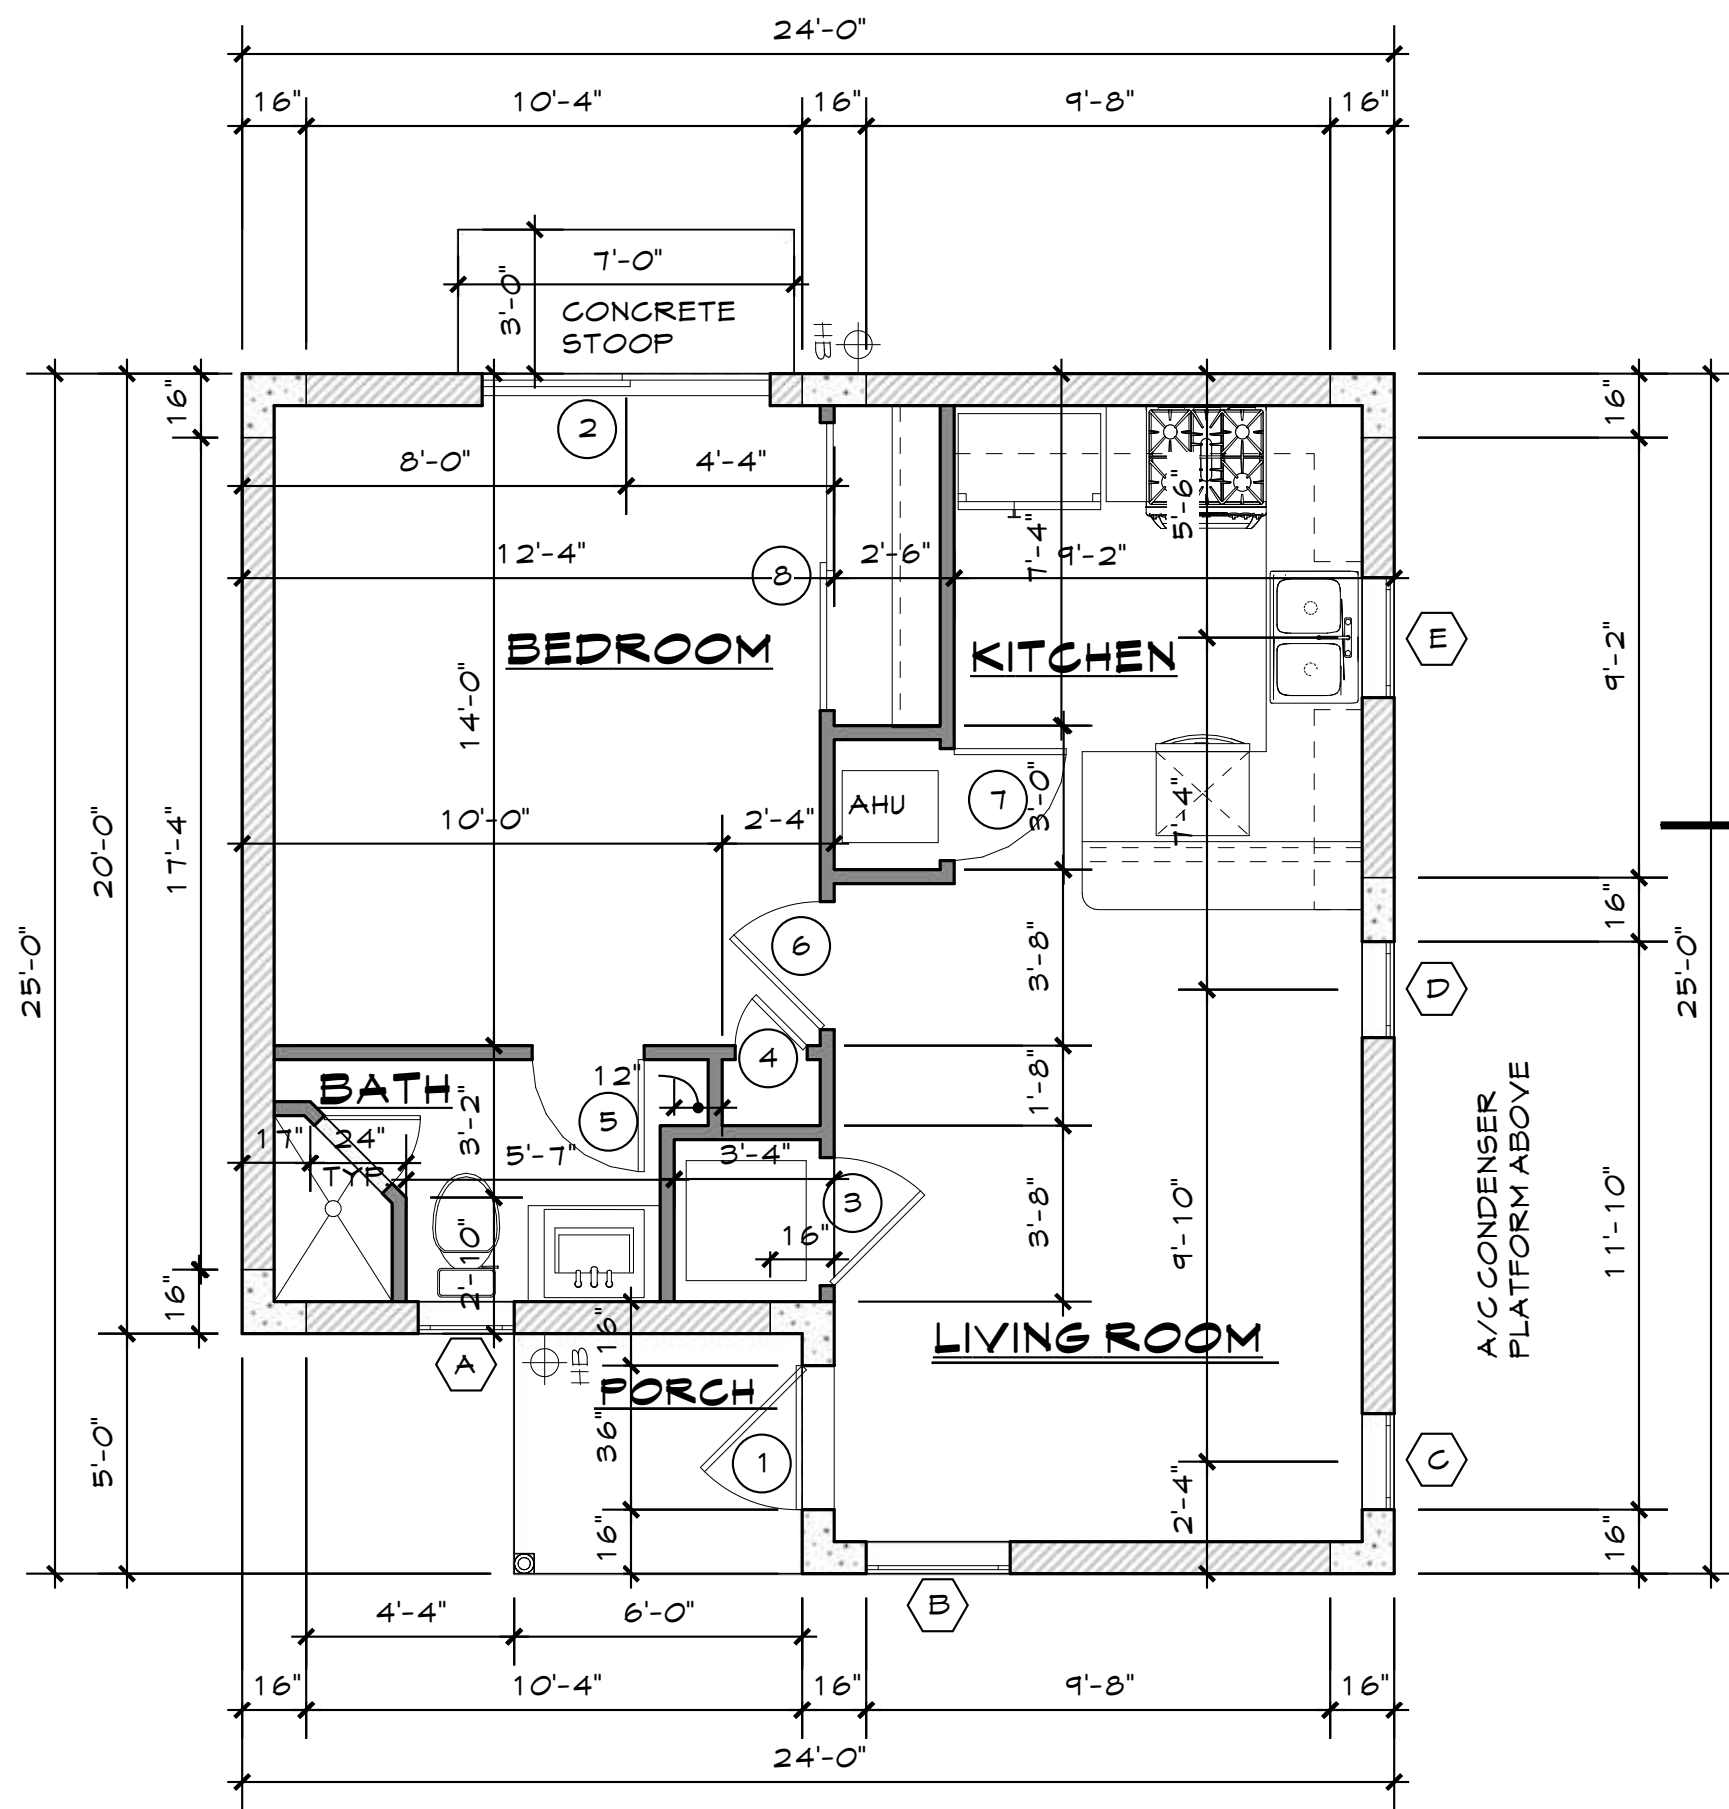 24'-0"
16" 10'-4" 16" 9'-8" 16"
7'-0"
3'-0"
CONCRETE
STOOP
HB
16"
16"
2
8'-0" 4'-4"
5'-6"
12'-4" 8 2'-6" 7'-4" 9'-2"
BEDROOM
KITCHEN
E
9'-2"
14'-0"
AHU
7
3'-0"
7'-4"
10'-0" 2'-4"
20'-0"
17'-4"
25'-0"
6
3'-8"
16"
D
25'-0"
4
BATH
12"
5
3'-2"
1'-8"
17" 24"
TYP.
5'-7" 3'-4"
3
16"
3'-8"
9'-10"
11'-10"
A/C CONDENSER
PLATFORM ABOVE
2'-10"
16"
16"
LIVING ROOM
A
HB
PORCH
36"
1
C
5'-0"
16"
2'-4"
16"
B
4'-4" 6'-0"
16" 10'-4" 16" 9'-8" 16"
24'-0"